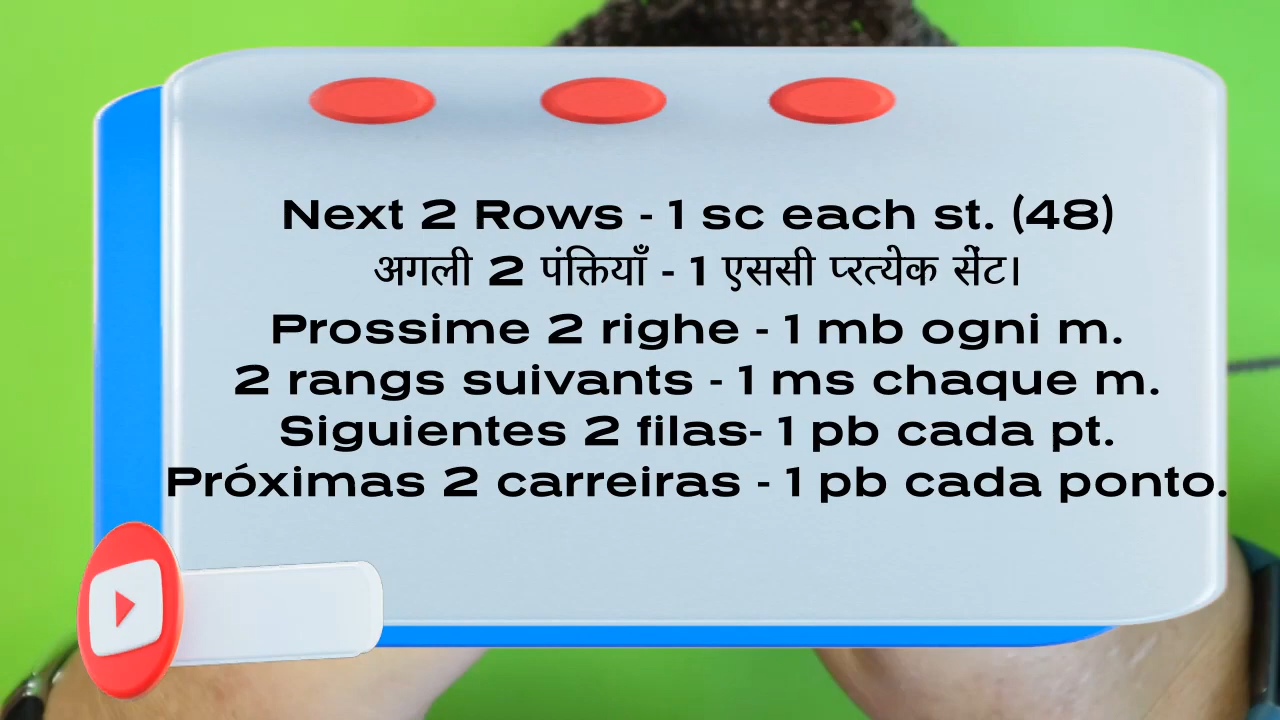 Next 2 Rows - 1 sc each st. (48)
अगली 2 पंक्तियाँ - 1 एससी प्रत्येक सेंट।
Prossime 2 righe - 1 mb ogni m.
2 rangs suivants - 1 ms chaque m.
Siguientes 2 filas- 1 pb cada pt.
Próximas 2 carreiras - 1 pb cada ponto.